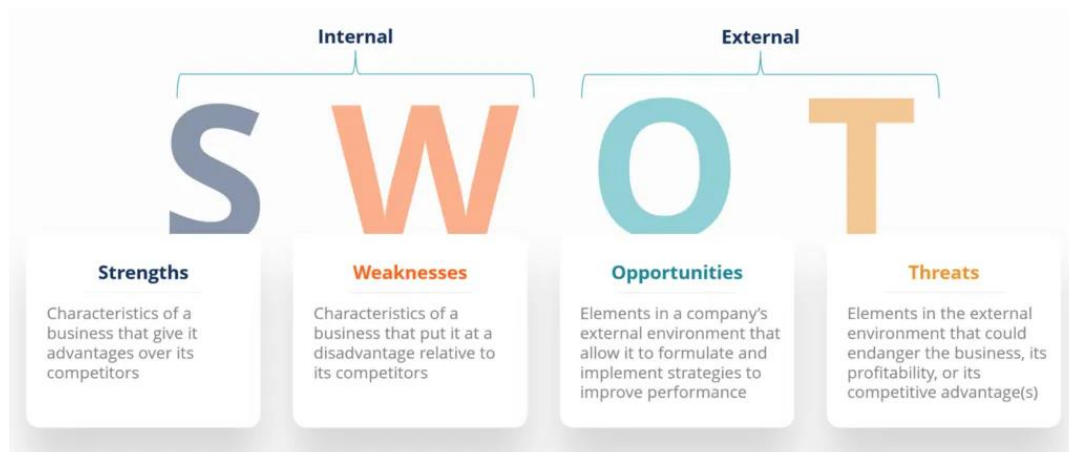 Internal
External
S W O T
Strengths
Characteristics of a
business that give it
advantages over its
competitors
Weaknesses
Characteristics of a
business that put it at a
disadvantage relative to
its competitors
Opportunities
Elements in a company's
external environment that
allow it to formulate and
implement strategies to
improve performance
Threats
Elements in the external
environment that could
endanger the business, its
profitability, or its
competitive advantage(s)